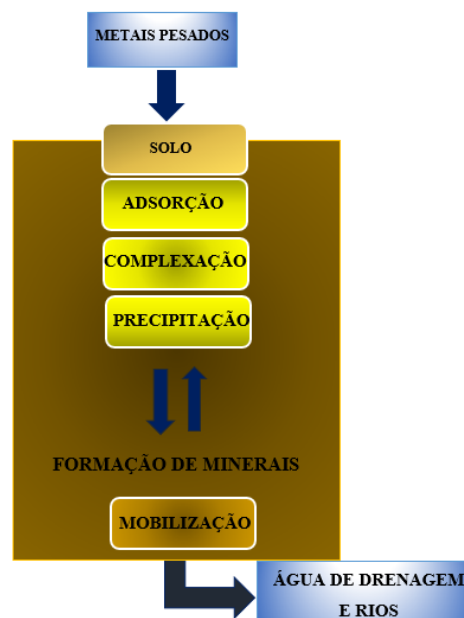 METAIS PESADOS
SOLO
ADSORÇÃO
COMPLEXAÇÃO
PRECIPITAÇÃO
FORMAÇÃO DE MINERAIS
MOBILIZAÇÃO
ÁGUA DE DRENAGEM
E RIOS